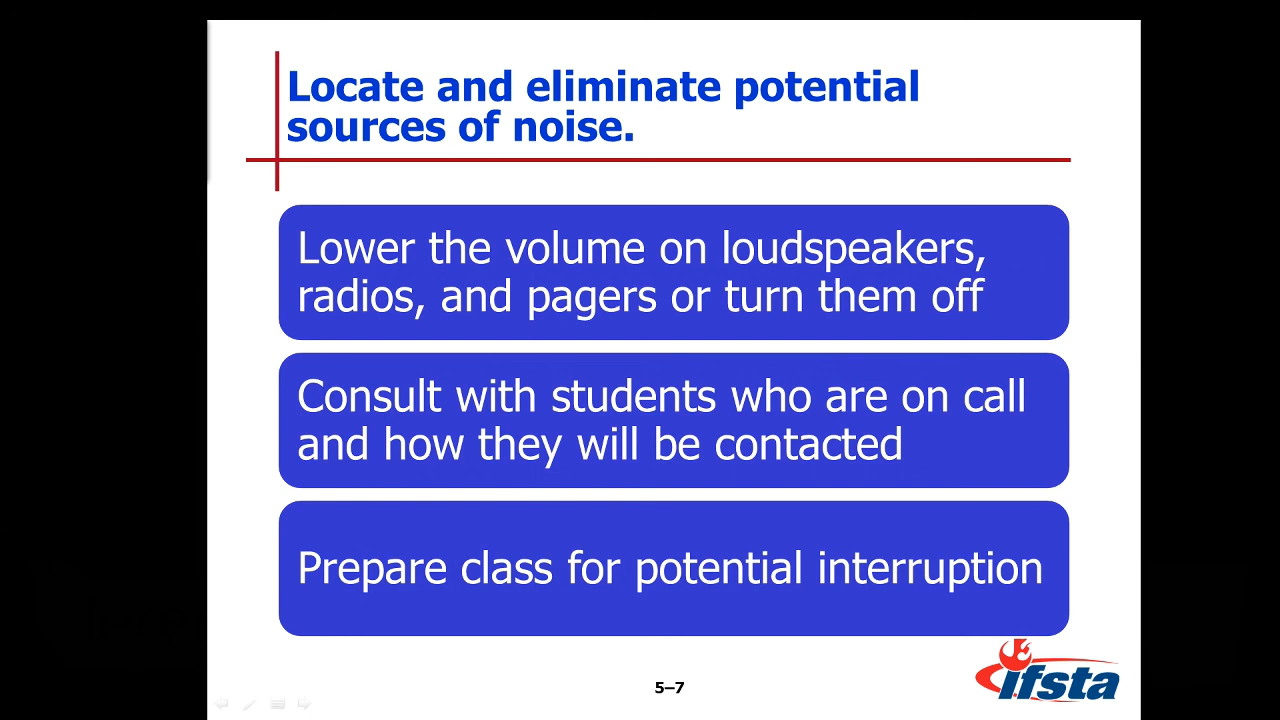 Locate and eliminate potential
sources of noise.
Lower the volume on loudspeakers,
radios, and pagers or turn them off
Consult with students who are on call
and how they will be contacted
Prepare class for potential interruption
5–7
ifsta